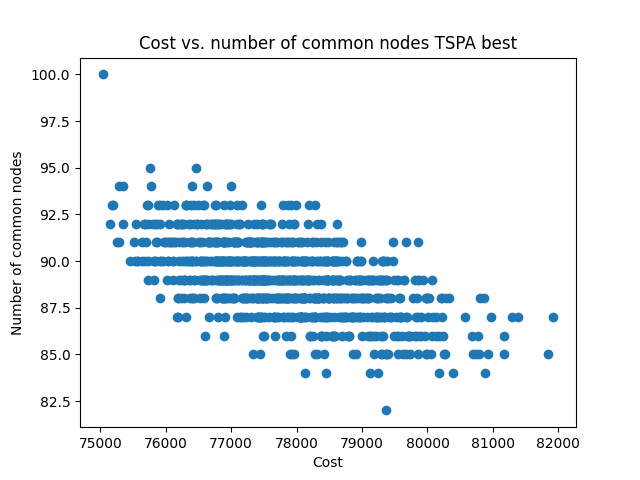 Cost vs. number of common nodes TSPA best
Number of common nodes
100.0
97.5
95.0
92.5
90.0
87.5
85.0
82.5
75000 76000 77000 78000 79000 80000 81000 82000
Cost